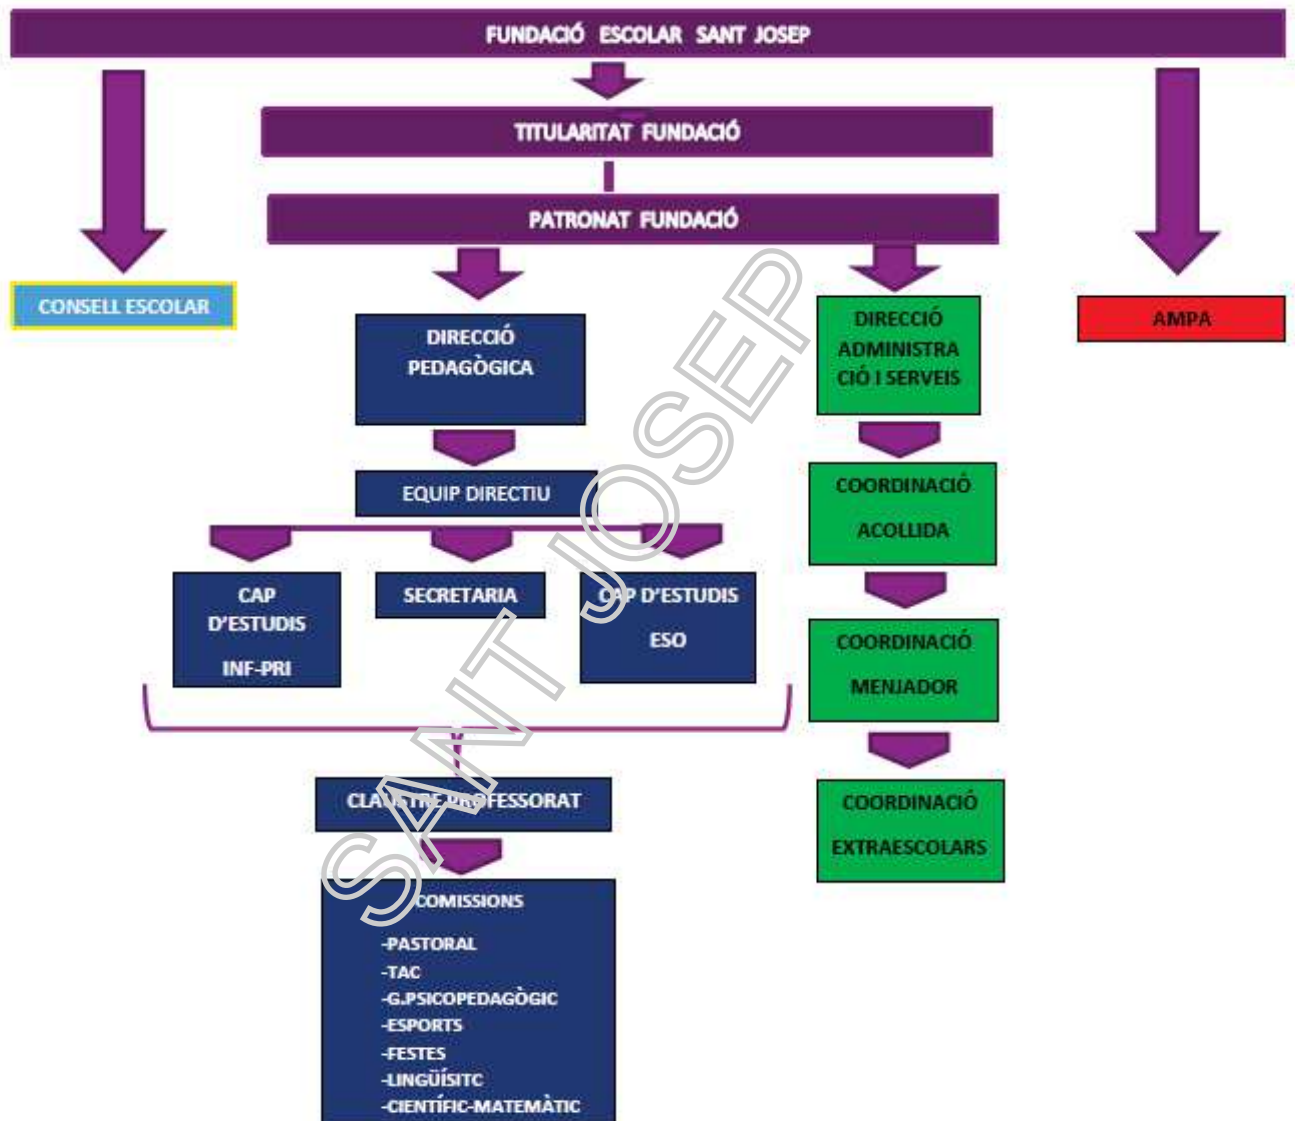 FUNDACIÓ ESCOLAR SANT JOSEP
TITULARITAT FUNDACIÓ
PATRONAT FUNDACIÓ
CONSELL ESCOLAR
AMPA
DIRECCIÓ
PEDAGÒGICA
DIRECCIÓ
ADMINISTRA
CIÓ I SERVEIS
EQUIP DIRECTIU
COORDINACIÓ
ACOLLIDA
CAP
D'ESTUDIS
INF-PRI
SECRETARIA
CAP D'ESTUDIS
ESO
COORDINACIÓ
MENJADOR
CLAUSTRE PROFESSORAT
COORDINACIÓ
EXTRAESCOLARS
COMISSIONS
-PASTORAL
-TAC
-G.PSICOPEDAGÒGIC
-ESPORTS
-FESTES
-LINGÜÍSITC
-CIENTÍFIC-MATEMÀTIC
SANT JOSEP